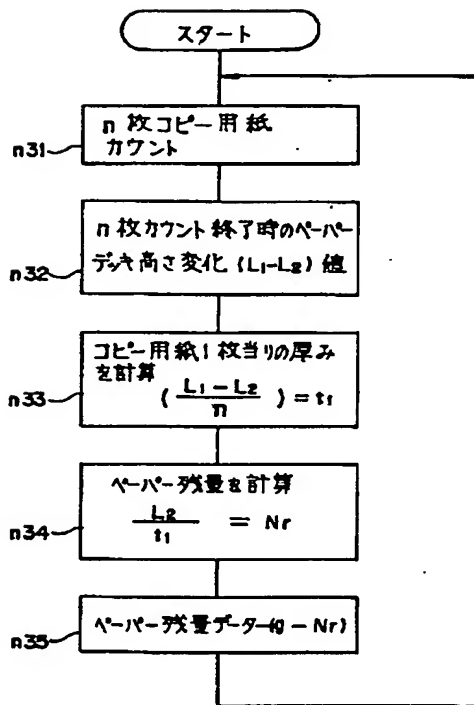 スタート
n31
n枚コピー用紙
カウント
n32
n枚カウント終了時のペーパー
デッキ高さ変化(L₁-L₂)値
n33
コピー用紙1枚当りの厚み
を計算
(L₁-L₂/n)=t₁
n34
ペーパー残量を計算
L₂/t₁=Nr
n35
ペーパー残量データー(g-Nr)